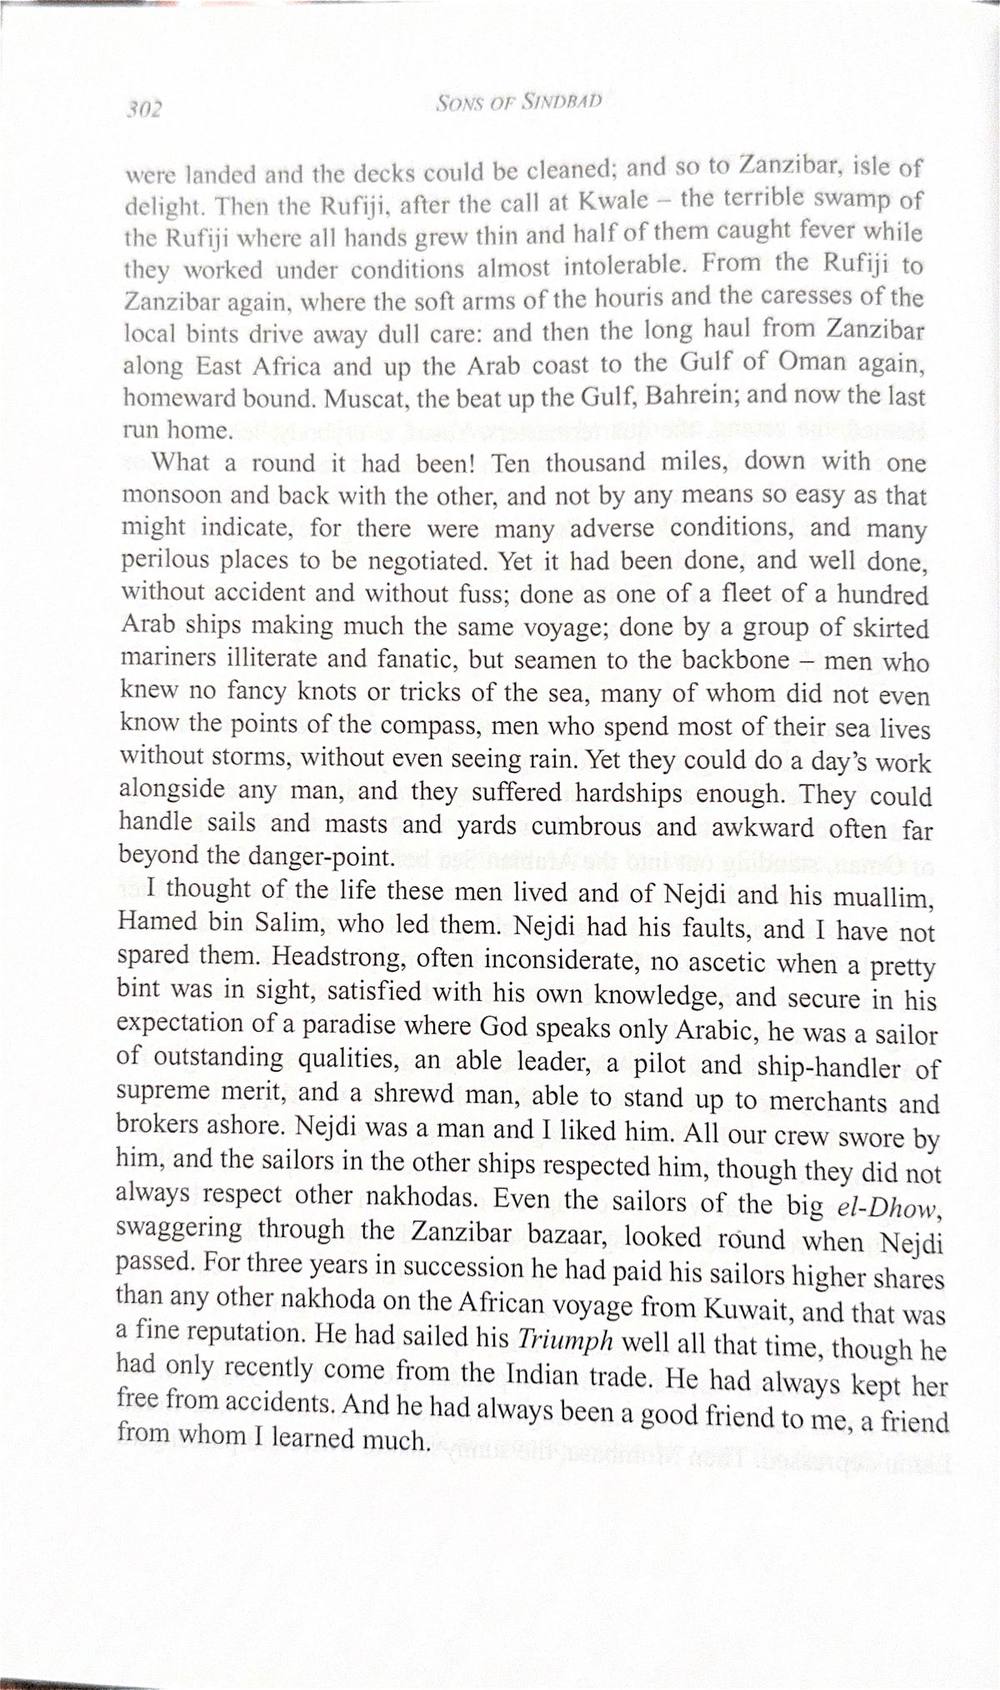 302
SONS OF SINDBAD
were landed and the decks could be cleaned; and so to Zanzibar, isle of
delight. Then the Rufiji, after the call at Kwale – the terrible swamp of
the Rufiji where all hands grew thin and half of them caught fever while
they worked under conditions almost intolerable. From the Rufiji to
Zanzibar again, where the soft arms of the houris and the caresses of the
local bints drive away dull care: and then the long haul from Zanzibar
along East Africa and up the Arab coast to the Gulf of Oman again,
homeward bound. Muscat, the beat up the Gulf, Bahrein; and now the last
run home.
What a round it had been! Ten thousand miles, down with one
monsoon and back with the other, and not by any means so easy as that
might indicate, for there were many adverse conditions, and many
perilous places to be negotiated. Yet it had been done, and well done,
without accident and without fuss; done as one of a fleet of a hundred
Arab ships making much the same voyage; done by a group of skirted
mariners illiterate and fanatic, but seamen to the backbone – men who
knew no fancy knots or tricks of the sea, many of whom did not even
know the points of the compass, men who spend most of their sea lives
without storms, without even seeing rain. Yet they could do a day's work
alongside any man, and they suffered hardships enough. They could
handle sails and masts and yards cumbrous and awkward often far
beyond the danger-point.
I thought of the life these men lived and of Nejdi and his muallim,
Hamed bin Salim, who led them. Nejdi had his faults, and I have not
spared them. Headstrong, often inconsiderate, no ascetic when a pretty
bint was in sight, satisfied with his own knowledge, and secure in his
expectation of a paradise where God speaks only Arabic, he was a sailor
of outstanding qualities, an able leader, a pilot and ship-handler of
supreme merit, and a shrewd man, able to stand up to merchants and
brokers ashore. Nejdi was a man and I liked him. All our crew swore by
him, and the sailors in the other ships respected him, though they did not
always respect other nakhodas. Even the sailors of the big el-Dhow,
swaggering through the Zanzibar bazaar, looked round when Nejdi
passed. For three years in succession he had paid his sailors higher shares
than any other nakhoda on the African voyage from Kuwait, and that was
a fine reputation. He had sailed his Triumph well all that time, though he
had only recently come from the Indian trade. He had always kept her
free from accidents. And he had always been a good friend to me, a friend
from whom I learned much.